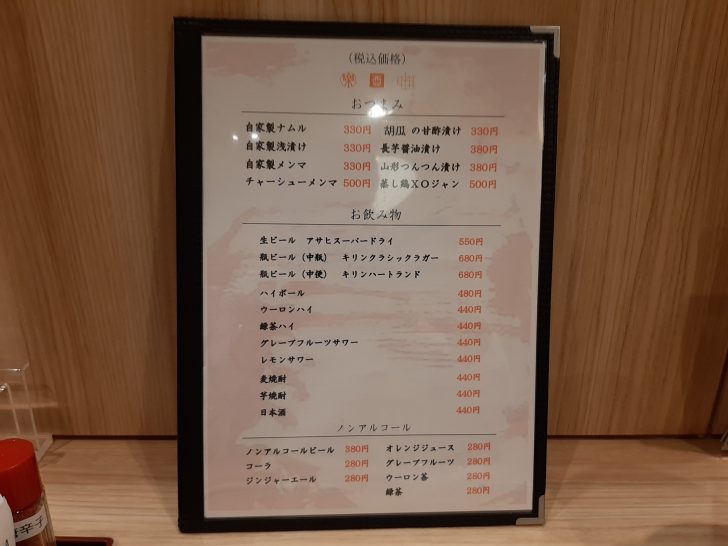 （税込価格）
おつまみ
自家製ナムル 330円 胡瓜の甘酢漬け 330円
自家製浅漬け 330円 長芋醤油漬け 380円
自家製メンマ 330円 山形つんつん漬け 380円
チャーシューメンマ 500円 蒸し鶏XOジャン 500円
お飲み物
生ビール アサヒスーパードライ 550円
瓶ビール（中瓶） キリンクラシックラガー 680円
瓶ビール（中便） キリンハートランド 680円
ハイボール 480円
ウーロンハイ 440円
緑茶ハイ 440円
グレープフルーツサワー 440円
レモンサワー 440円
麦焼酎 440円
芋焼酎 440円
日本酒 440円
ノンアルコール
ノンアルコールビール 380円 オレンジジュース 280円
コーラ 280円 グレープフルーツ 280円
ジンジャーエール 280円 ウーロン茶 280円
緑茶 280円
唐辛子